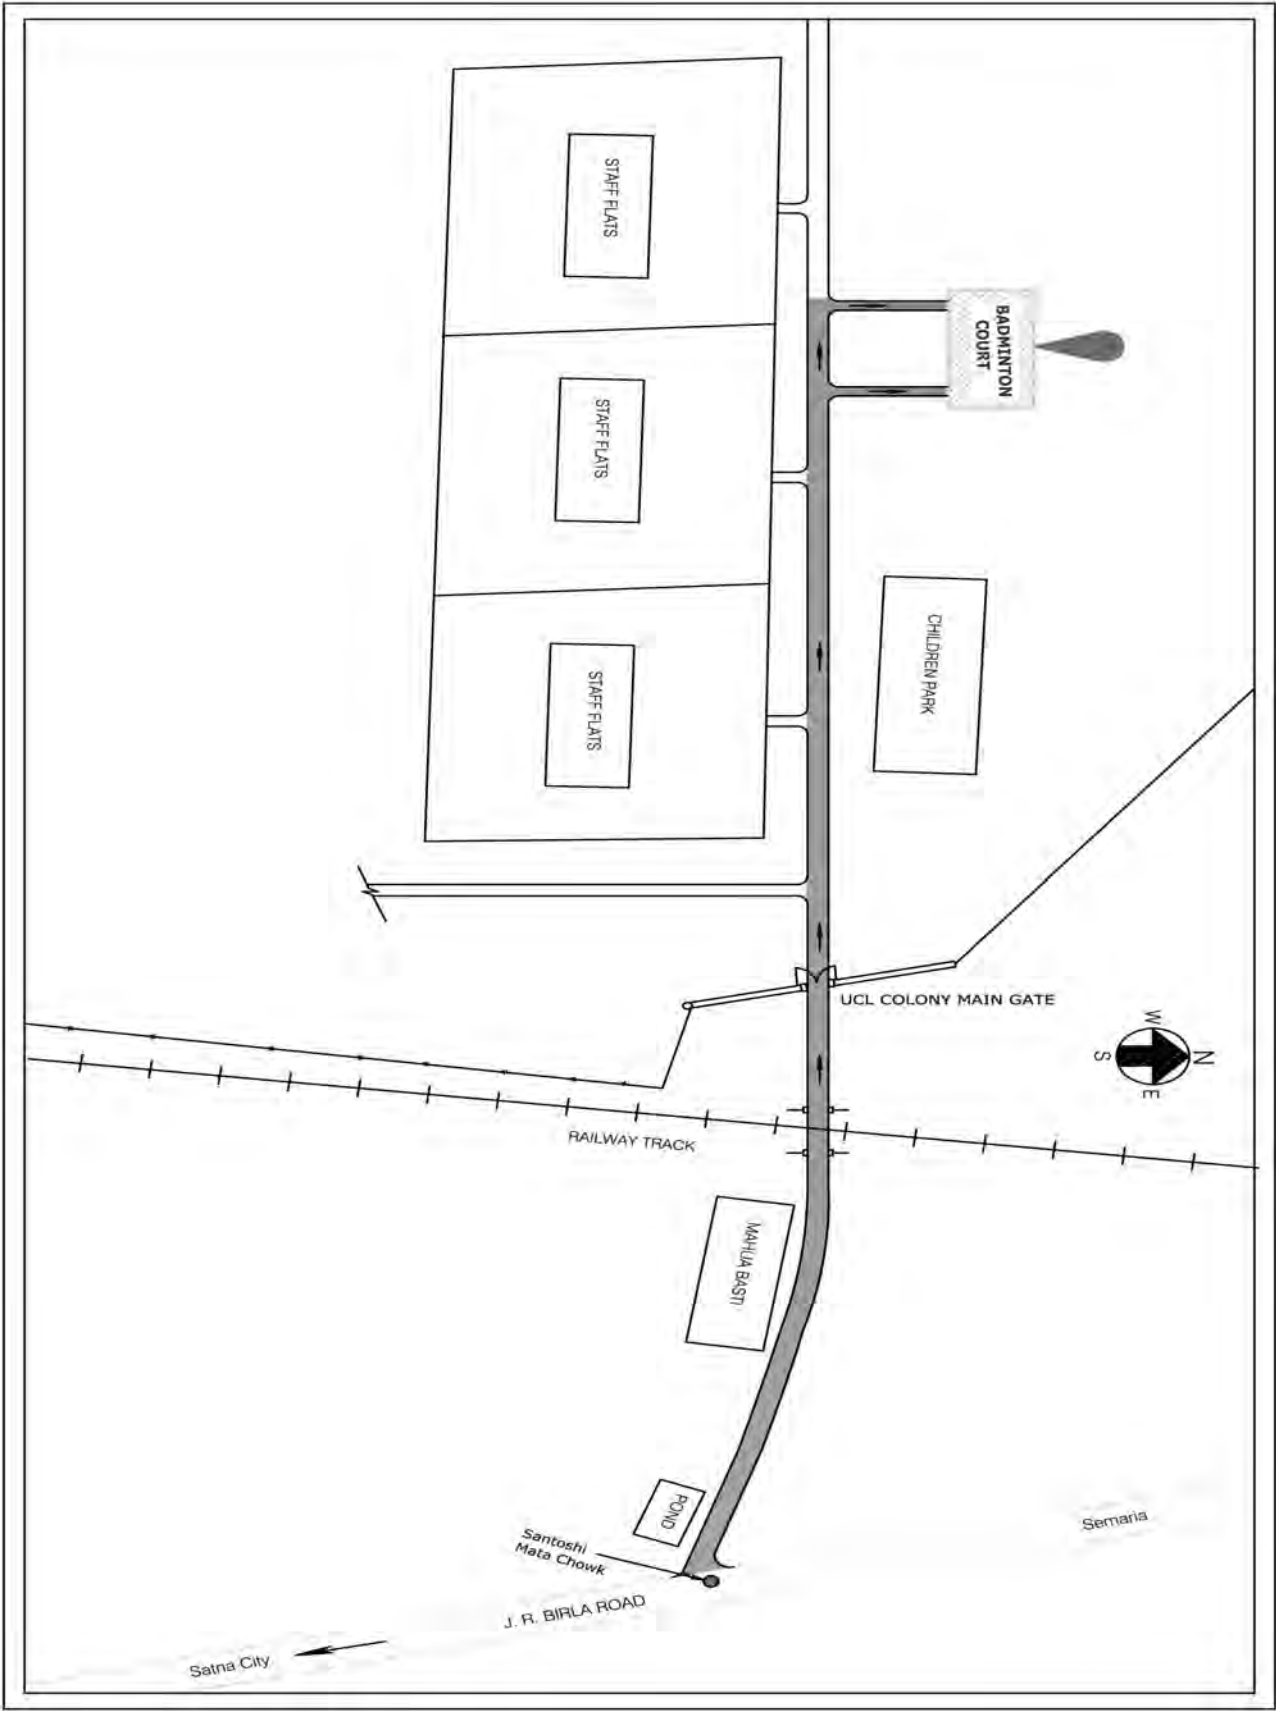 STAFF FLATS
BADMINTON
COURT
STAFF FLATS
CHILDREN PARK
STAFF FLATS
UCL COLONY MAIN GATE
W
N
S
E
RAILWAY TRACK
MAHUA BASTI
POND
Semaria
Santoshi
Mata Chowk
J. R. BIRLA ROAD
Satna City